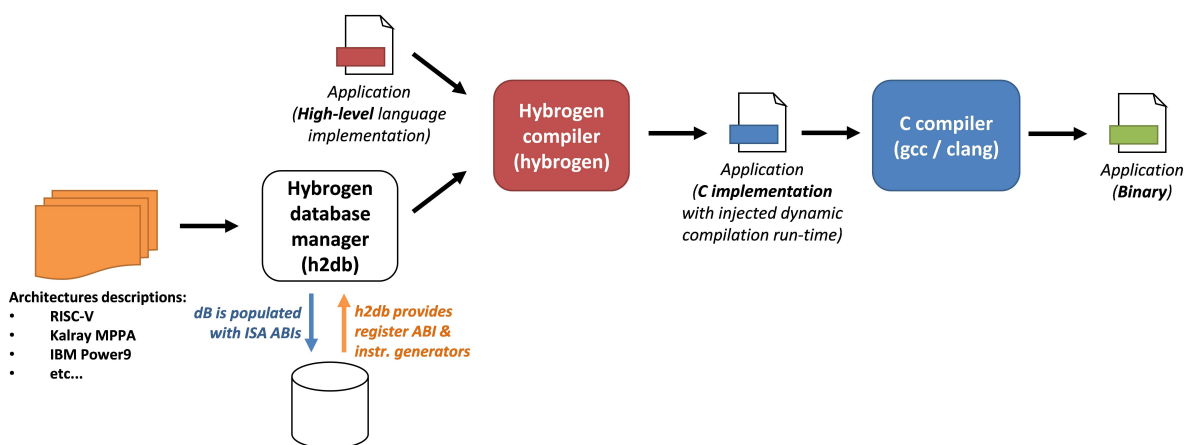 Application
(High-level language
implementation)
Hybrogen
compiler
(hybrogen)
Application
(C implementation
with injected dynamic
compilation run-time)
C compiler
(gcc / clang)
Application
(Binary)
Hybrogen
database
manager
(h2db)
Architectures descriptions:
• RISC-V
• Kalray MPPA
• IBM Power9
• etc...
dB is populated
with ISA ABIs
h2db provides
register ABI &
instr. generators